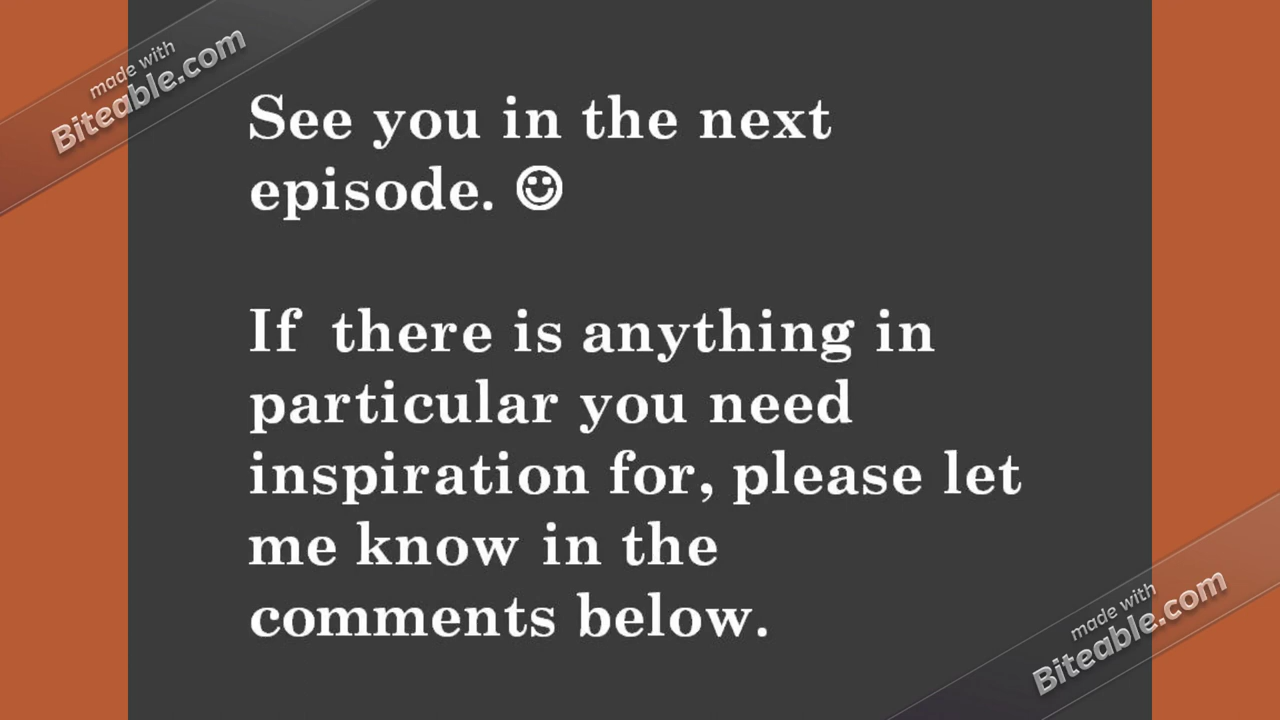 made with
Biteable.com
See you in the next
episode. ☺
If there is anything in
particular you need
inspiration for, please let
me know in the
comments below.
made with
Biteable.com